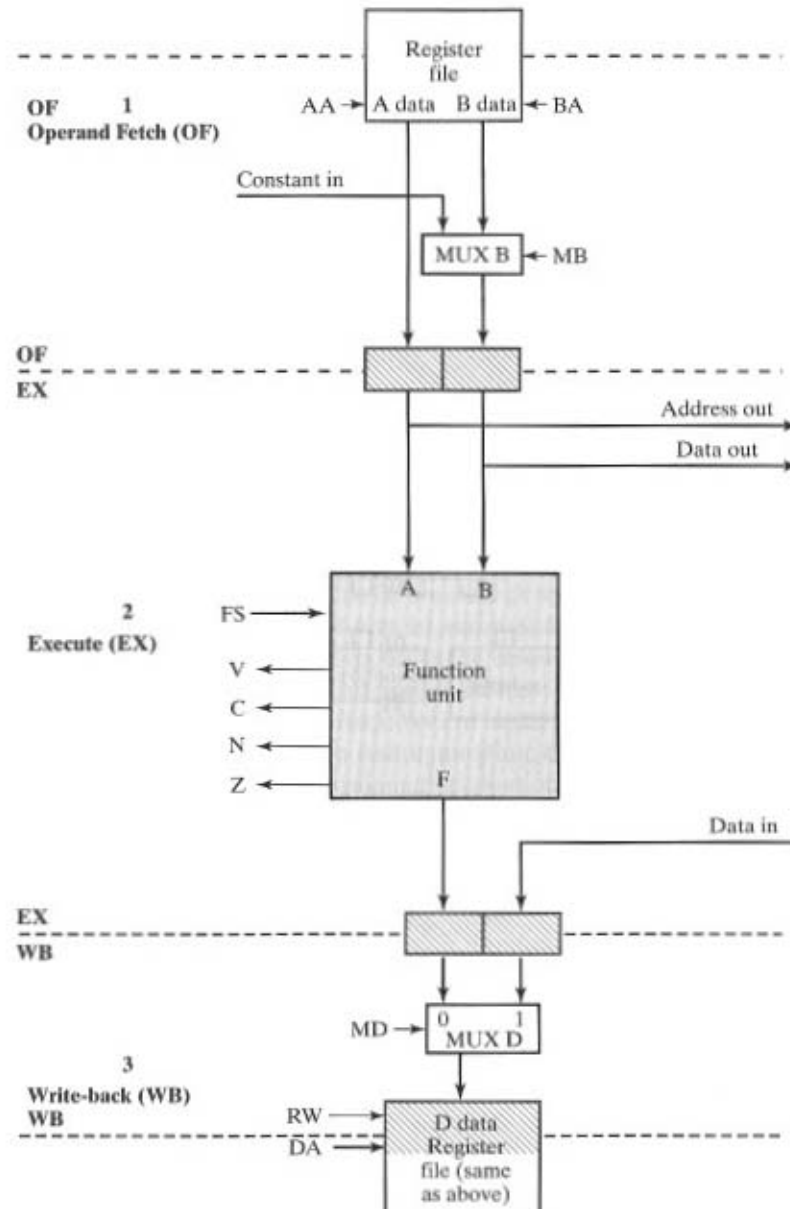 Register
file
AA
A data
B data
BA
OF 1
Operand Fetch (OF)
Constant in
MUX B
MB
OF
EX
Address out
Data out
A
B
2
FS
Execute (EX)
V
Function
unit
C
N
F
Z
Data in
EX
WB
0
1
MD
MUX D
3
Write-back (WB)
WB
RW
D data
DA
Register
file (same
as above)